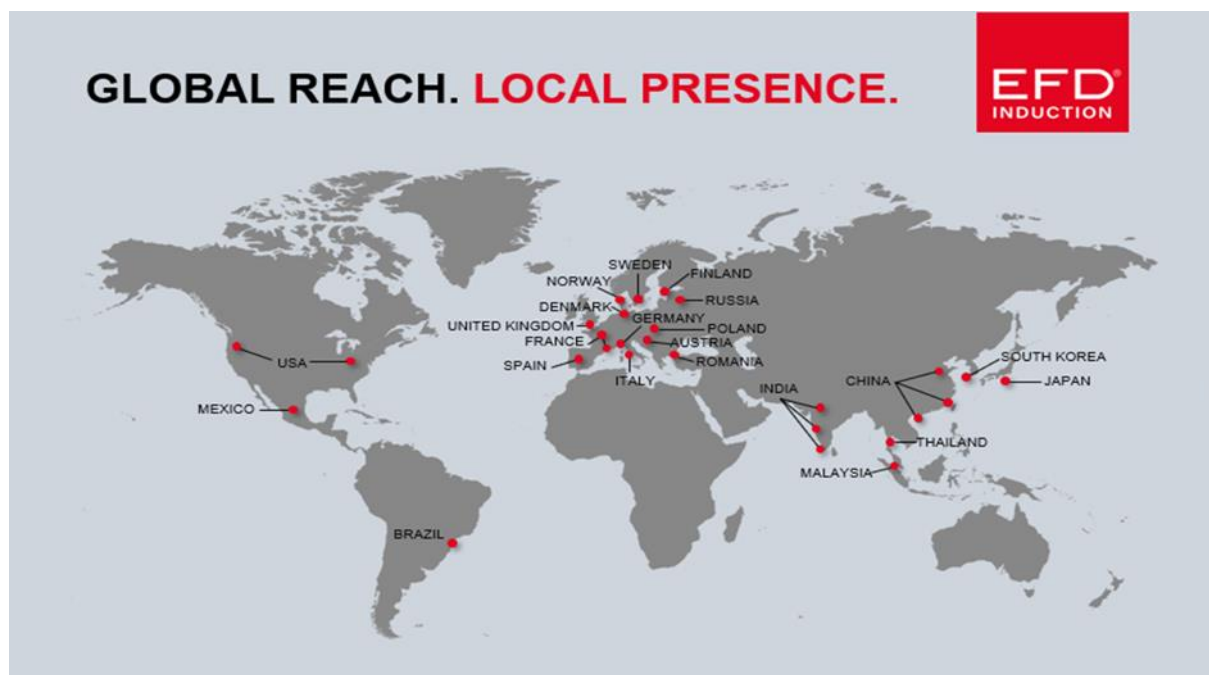 GLOBAL REACH. LOCAL PRESENCE.
EFD®
INDUCTION
SWEDEN
NORWAY
FINLAND
DENMARK
RUSSIA
GERMANY
UNITED KINGDOM
POLAND
FRANCE
AUSTRIA
SPAIN
ROMANIA
ITALY
USA
MEXICO
BRAZIL
INDIA
CHINA
SOUTH KOREA
JAPAN
THAILAND
MALAYSIA